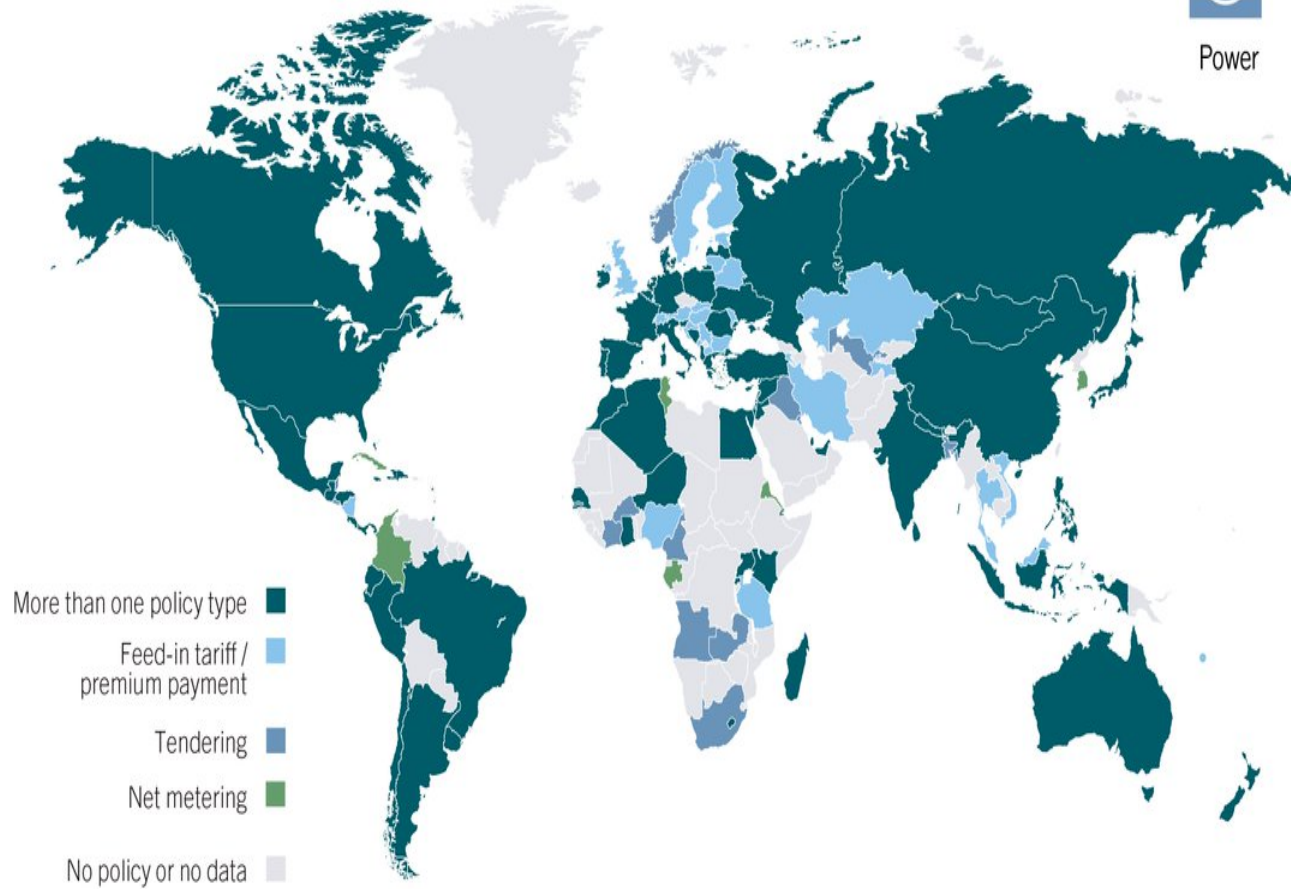 Power
More than one policy type
Feed-in tariff /
premium payment
Tendering
Net metering
No policy or no data